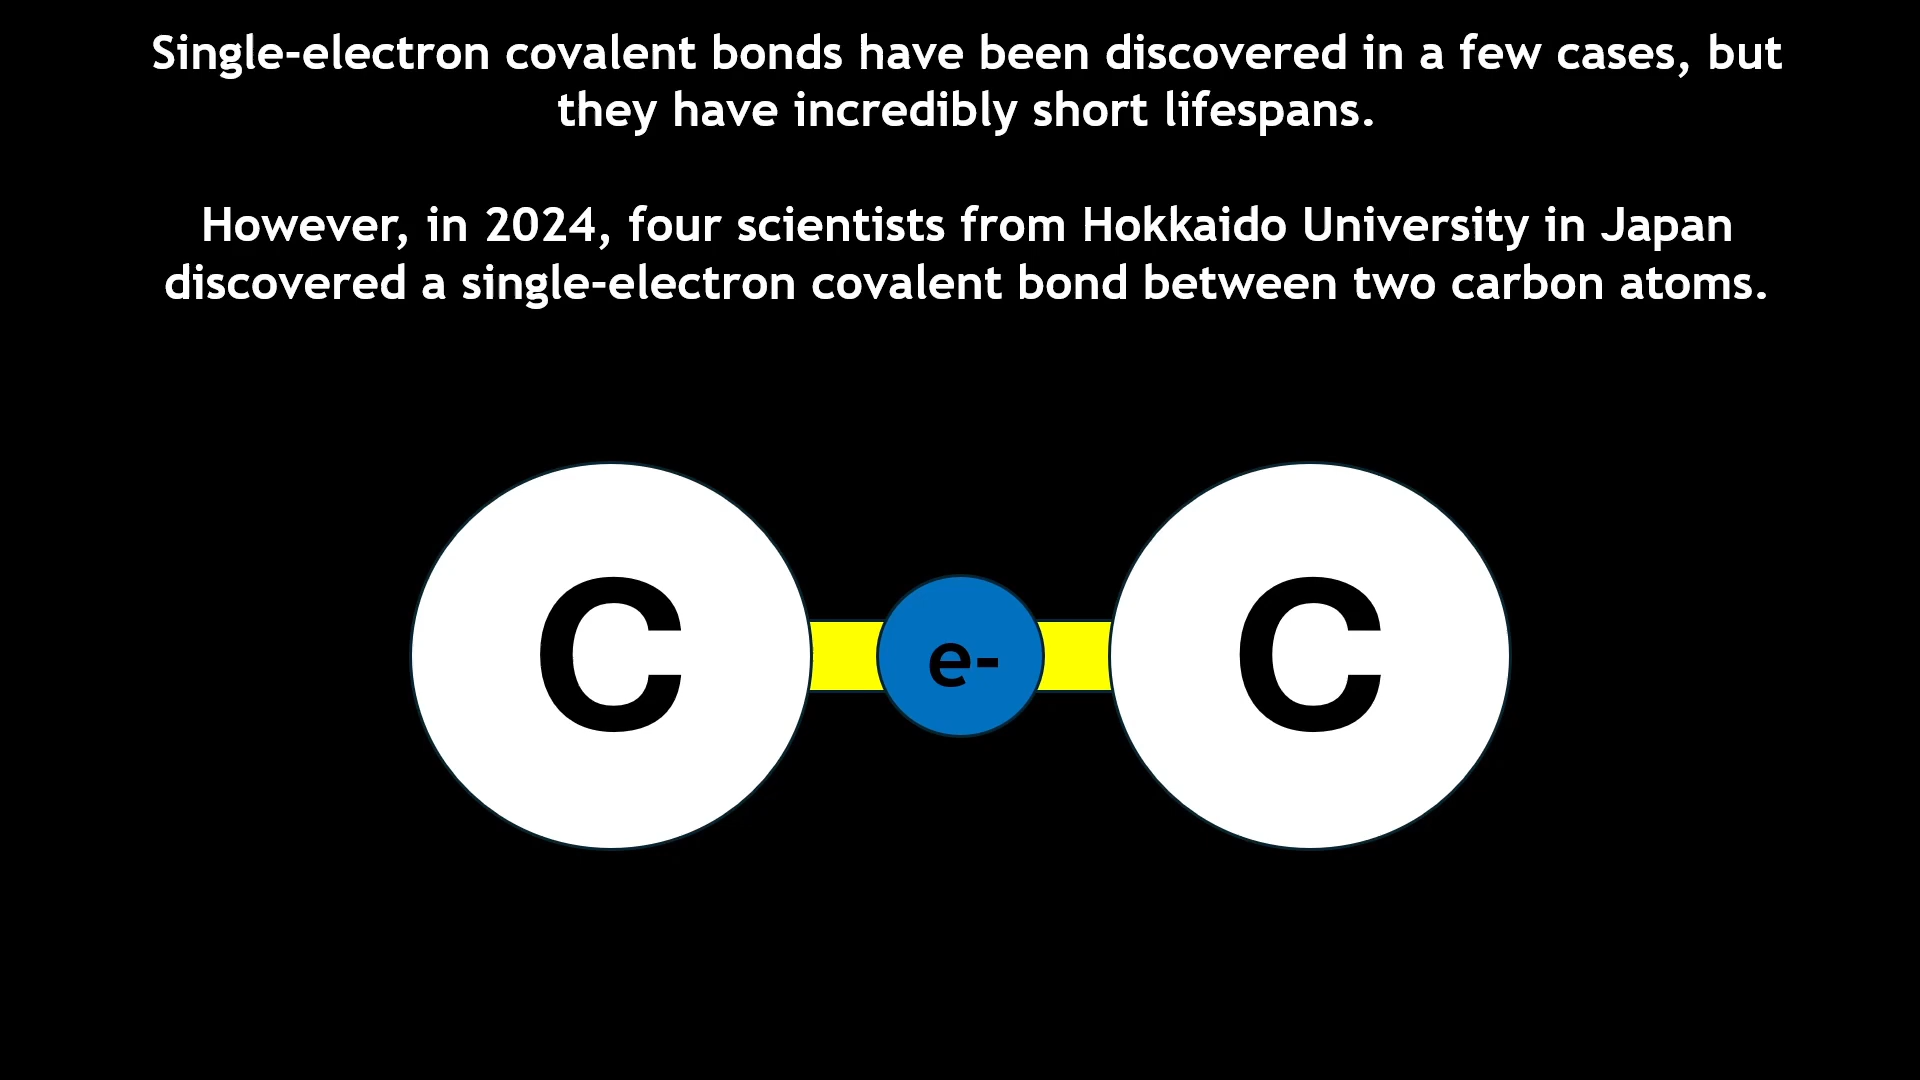 Single-electron covalent bonds have been discovered in a few cases, but
they have incredibly short lifespans.
However, in 2024, four scientists from Hokkaido University in Japan
discovered a single-electron covalent bond between two carbon atoms.
C e- C